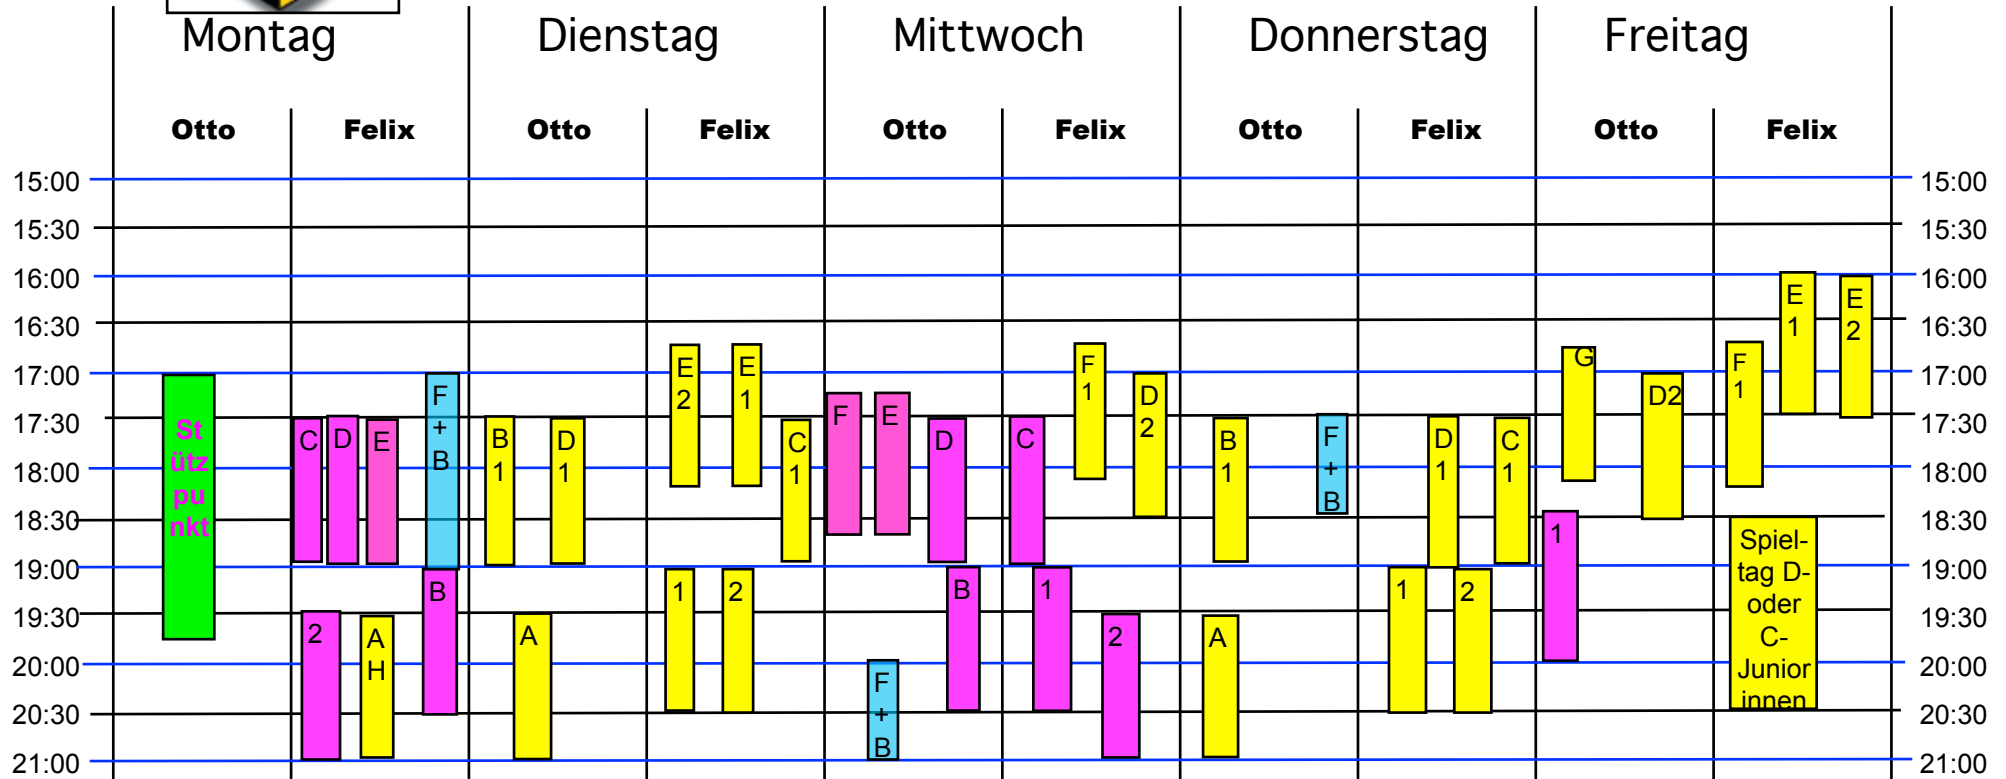 Montag Dienstag Mittwoch Donnerstag Freitag
Otto Felix Otto Felix Otto Felix Otto Felix Otto Felix
15:00 15:00
15:30 15:30
16:00 16:00
16:30 16:30
17:00 17:00
17:30 17:30
18:00 18:00
18:30 18:30
19:00 19:00
19:30 19:30
20:00 20:00
20:30 20:30
21:00 21:00
St
ütz
pu
nkt
C
D
E
F
+
B
2
A
H
B
B
1
D
1
A
E
2
E
1
C
1
1
2
F
E
D
F
+
B
B
C
F
1
D
2
1
2
B
1
F
+
B
A
D
1
C
1
1
2
G
D2
1
F
1
E
1
E
2
Spiel-
tag D-
oder
C-
Junior
innen